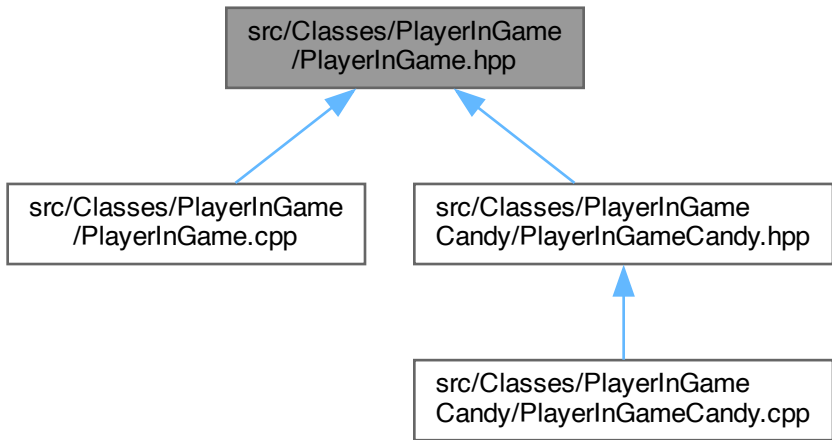 src/Classes/PlayerInGame
/PlayerInGame.hpp
src/Classes/PlayerInGame
/PlayerInGame.cpp
src/Classes/PlayerInGame
Candy/PlayerInGameCandy.hpp
src/Classes/PlayerInGame
Candy/PlayerInGameCandy.cpp